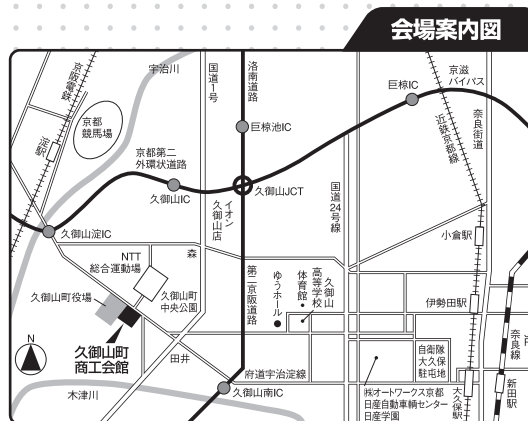 会場案内図
京阪電鉄
宇治川
国道1号
洛南道路
巨椋IC
京滋
バイパス
京都
競馬場
淀駅
巨椋池IC
近鉄京都線
奈良街道
京都第二
外環状道路
久御山IC
久御山JCT
イオン
久御山店
国道24号線
久御山淀IC
森
小倉駅
NTT
総合運動場
久御山町役場
久御山町
中央公園
第二京阪道路
ゆうホール
体育館
久御山
高等学校
伊勢田駅
N
久御山町
商工会館
田井
府道宇治淀線
自衛隊
大久保
駐屯地
奈良線
木津川
久御山南IC
㈱オートワークス京都
日産自動車輌センター
日産学園
大久保駅
新田駅